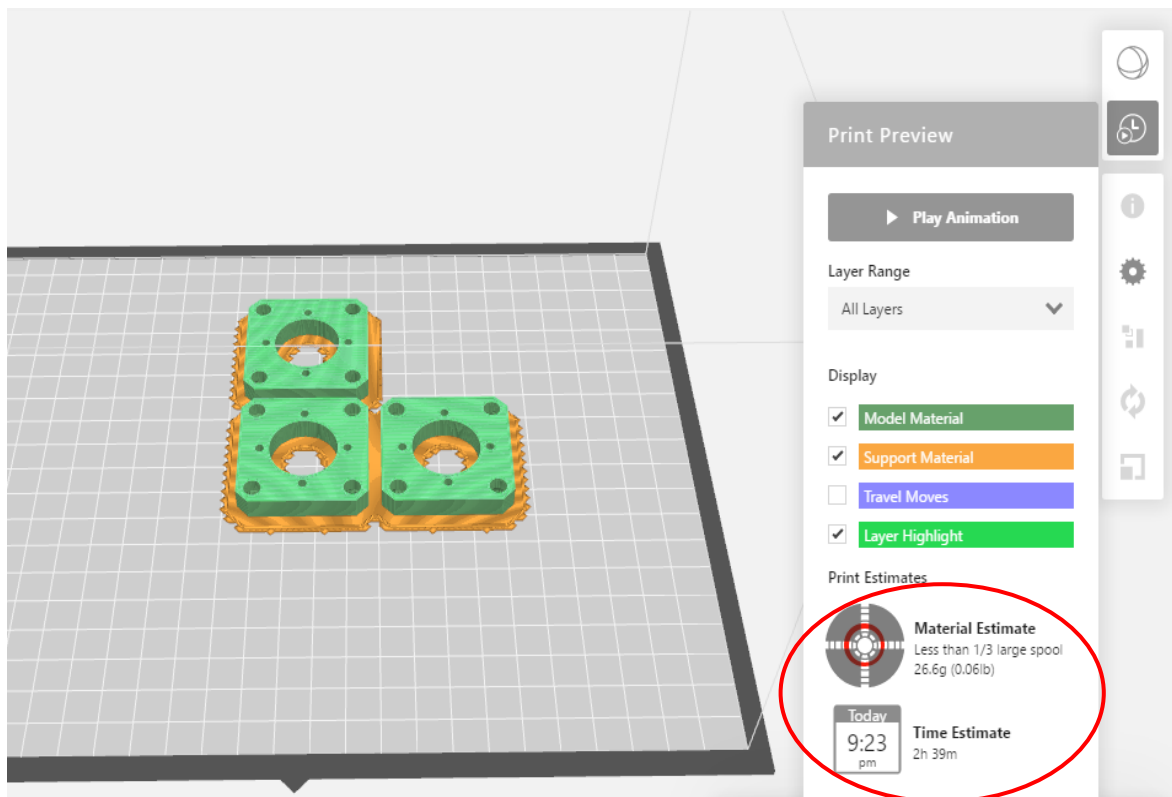 Print Preview
Play Animation
Layer Range
All Layers
Display
Model Material
Support Material
Travel Moves
Layer Highlight
Print Estimates
Material Estimate
Less than 1/3 large spool
26.6g (0.06lb)
Today
9:23
pm
Time Estimate
2h 39m